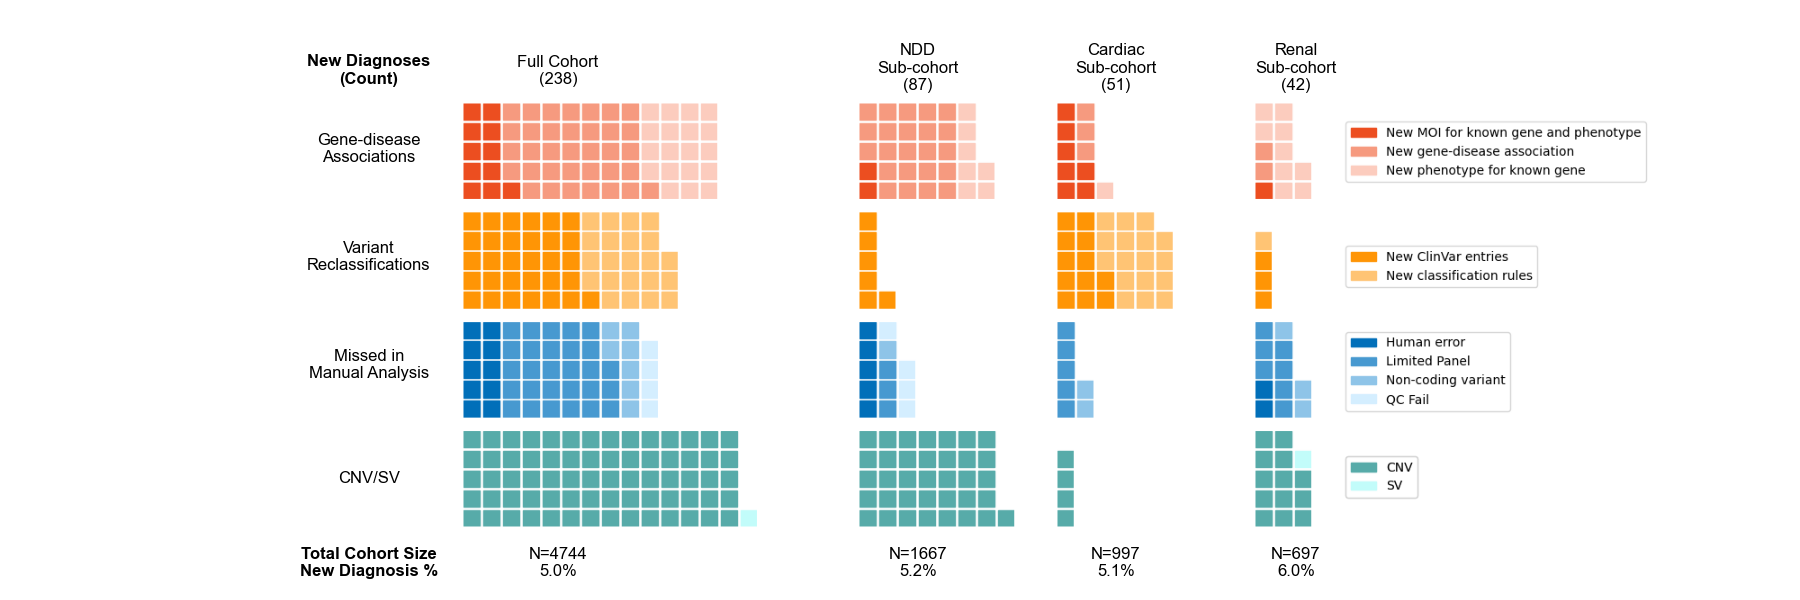 New Diagnoses
(Count)
Full Cohort
(238)
NDD
Sub-cohort
(87)
Cardiac
Sub-cohort
(51)
Renal
Sub-cohort
(42)
Gene-disease
Associations
New MOI for known gene and phenotype
New gene-disease association
New phenotype for known gene
Variant
Reclassifications
New ClinVar entries
New classification rules
Missed in
Manual Analysis
Human error
Limited Panel
Non-coding variant
QC Fail
CNV/SV
CNV
SV
Total Cohort Size
New Diagnosis %
N=4744
5.0%
N=1667
5.2%
N=997
5.1%
N=697
6.0%